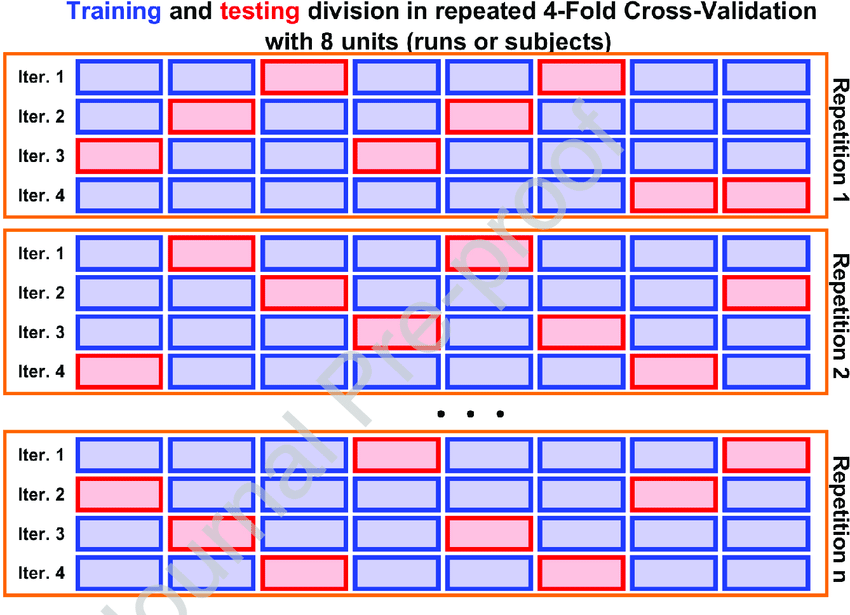 Training and testing division in repeated 4-Fold Cross-Validation
with 8 units (runs or subjects)
Iter. 1
Iter. 2
Iter. 3
Iter. 4
Repetition 1
Iter. 1
Iter. 2
Iter. 3
Iter. 4
Repetition 2
. . .
Iter. 1
Iter. 2
Iter. 3
Iter. 4
Repetition n
Journal Pre-proof